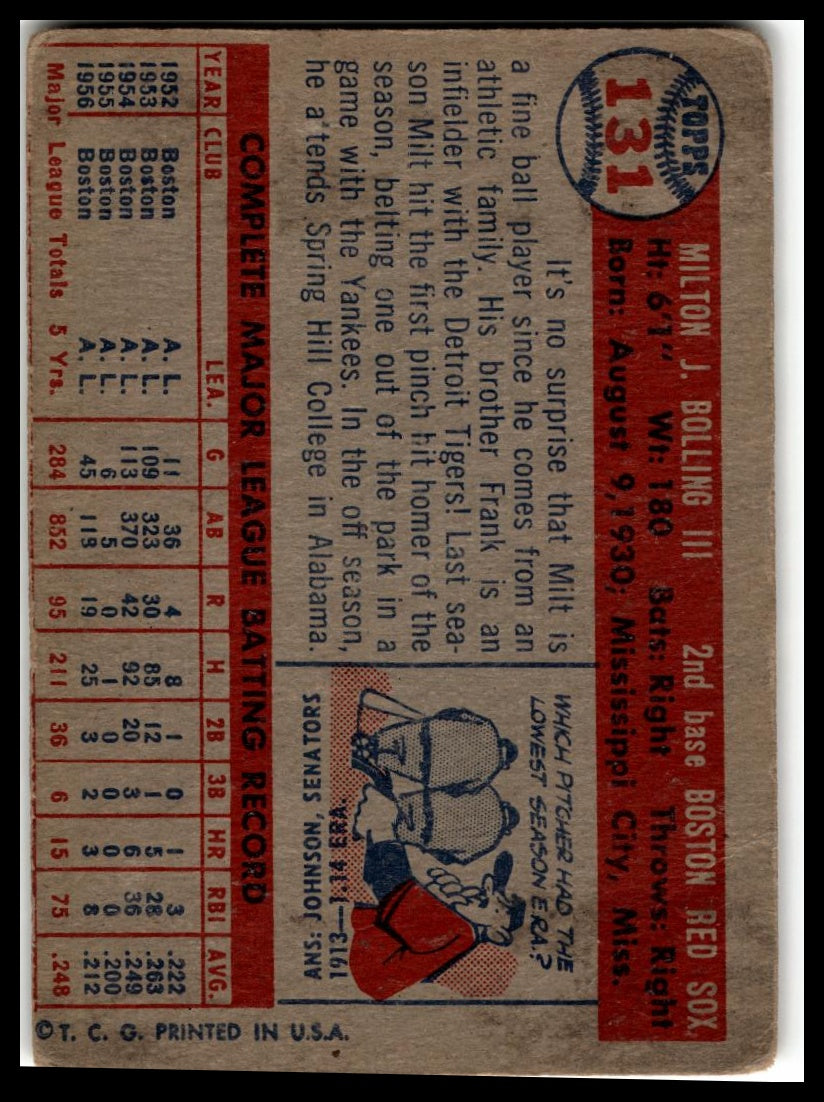 TOPPS
131
MILTON J. BOLLING III 2nd base BOSTON RED SOX
Ht: 6'1" Wt: 180 Bats: Right Throws: Right
Born: August 9, 1930; Mississippi City, Miss.
It's no surprise that Milt is
a fine ball player since he comes from an
athletic family. His brother Frank is an
infielder with the Detroit Tigers! Last sea-
son Milt hit the first pinch hit homer of the
season, belting one out of the park in a
game with the Yankees. In the off season,
he attends Spring Hill College in Alabama.
WHICH PITCHER HAD THE
LOWEST SEASON ERA.?
ANS: JOHNSON, SENATORS
1913—1.14 ERA.
COMPLETE MAJOR LEAGUE BATTING RECORD
YEAR CLUB LEA. G AB R H 2B 3B HR RBI AVG.
1952 Boston A. L. 11 36 4 8 1 0 1 3 .222
1953 Boston A. L. 109 323 30 85 12 1 5 28 .263
1954 Boston A. L. 113 370 42 92 20 3 6 36 .249
1955 Boston A. L. 6 5 0 1 0 0 0 0 .200
1956 Boston A. L. 45 118 19 25 3 2 3 8 .212
Major League Totals 5 Yrs. 284 852 95 211 36 6 15 75 .248
© T. C. G. PRINTED IN U.S.A.